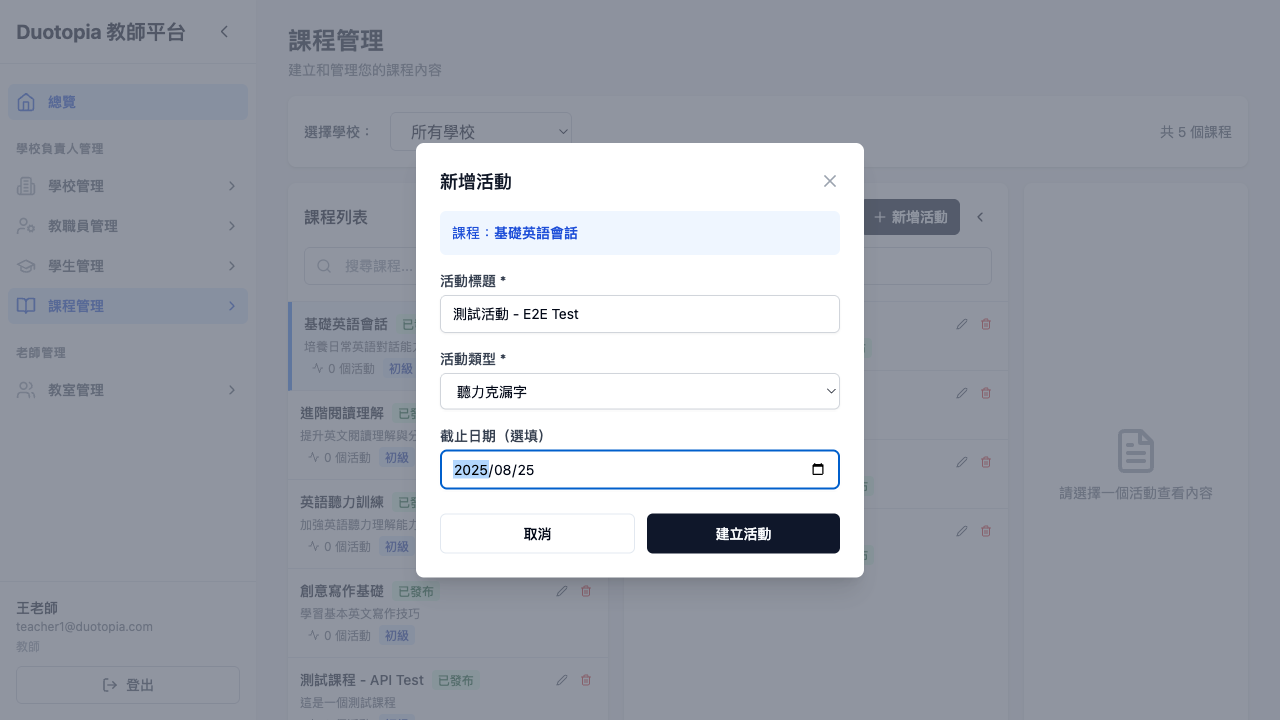 Duotopia 教師平台
總覽
學校負責人管理
學校管理
教職員管理
學生管理
課程管理
老師管理
教室管理
王老師
teacher1@duotopia.com
教師
登出
課程管理
建立和管理您的課程內容
選擇學校：
所有學校
共 5 個課程
課程列表
搜尋課程...
基礎英語會話
培養日常英語對話能
0 個活動 初級
進階閱讀理解
提升英文閱讀理解與
0 個活動 初級
英語聽力訓練
加強英語聽力理解能力
0 個活動 初級
創意寫作基礎 已發布
學習基本英文寫作技巧
0 個活動 初級
測試課程 - API Test 已發布
這是一個測試課程
新增活動
請選擇一個活動查看內容
新增活動
課程：基礎英語會話
活動標題 *
測試活動 - E2E Test
活動類型 *
聽力克漏字
截止日期（選填）
2025/08/25
取消
建立活動